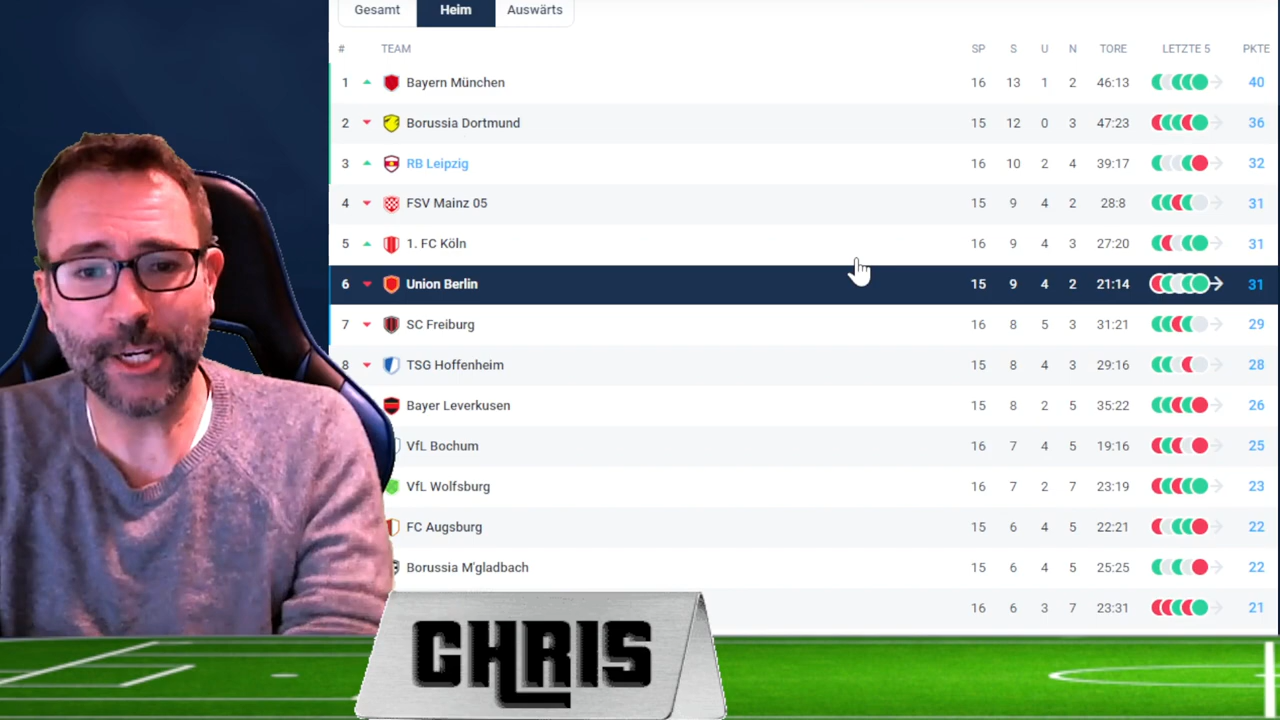 Gesamt Heim Auswärts
# TEAM SP S U N TORE LETZTE 5 PKTE
1 Bayern München 16 13 1 2 46:13 40
2 Borussia Dortmund 15 12 0 3 47:23 36
3 RB Leipzig 16 10 2 4 39:17 32
4 FSV Mainz 05 15 9 4 2 28:8 31
5 1. FC Köln 16 9 4 3 27:20 31
6 Union Berlin 15 9 4 2 21:14 31
7 SC Freiburg 16 8 5 3 31:21 29
8 TSG Hoffenheim 15 8 4 3 29:16 28
Bayer Leverkusen 15 8 2 5 35:22 26
VfL Bochum 16 7 4 5 19:16 25
VfL Wolfsburg 16 7 2 7 23:19 23
FC Augsburg 15 6 4 5 22:21 22
Borussia M'gladbach 15 6 4 5 25:25 22
16 6 3 7 23:31 21
CHRIS